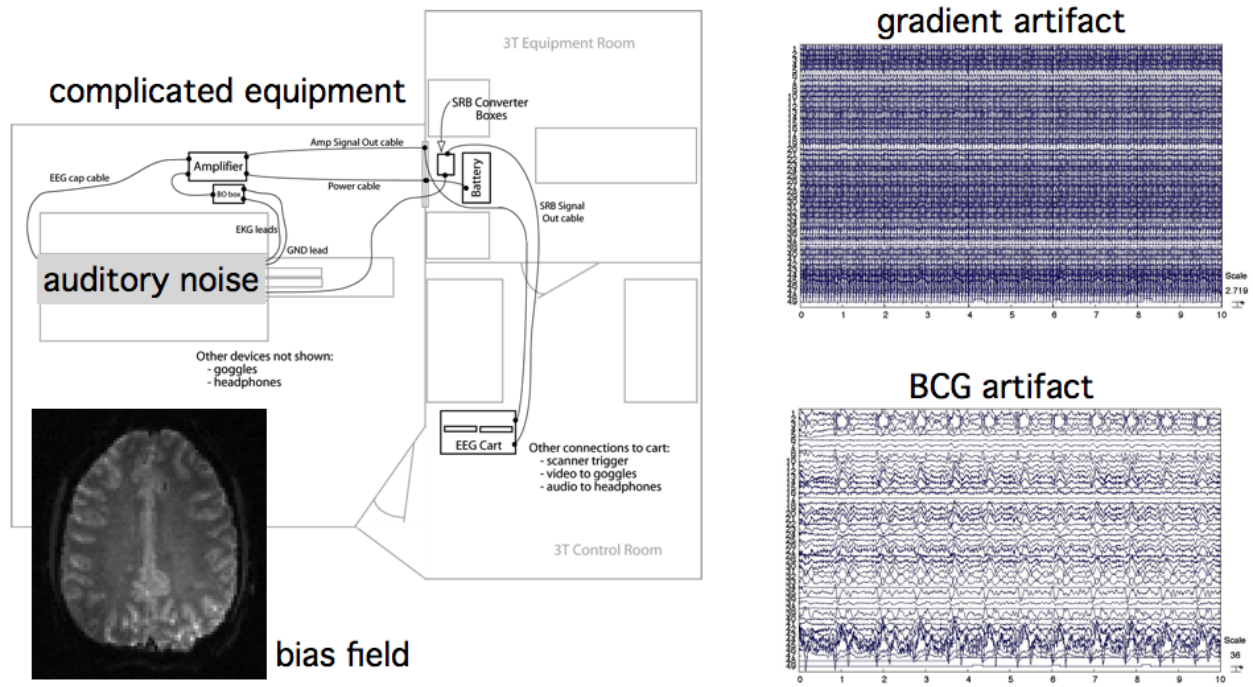 complicated equipment
3T Equipment Room
SRB Converter
Boxes
Amp Signal Out cable
Amplifier
EEG cap cable
BO box
Power cable
Battery
SRB Signal
Out cable
EKG leads
GND lead
auditory noise
Other devices not shown:
- goggles
- headphones
EEG Cart
Other connections to cart:
- scanner trigger
- video to goggles
- audio to headphones
3T Control Room
bias field
gradient artifact
Scale
2.719
0 1 2 3 4 5 6 7 8 9 10
BCG artifact
Scale
36
0 1 2 3 4 5 6 7 8 9 10